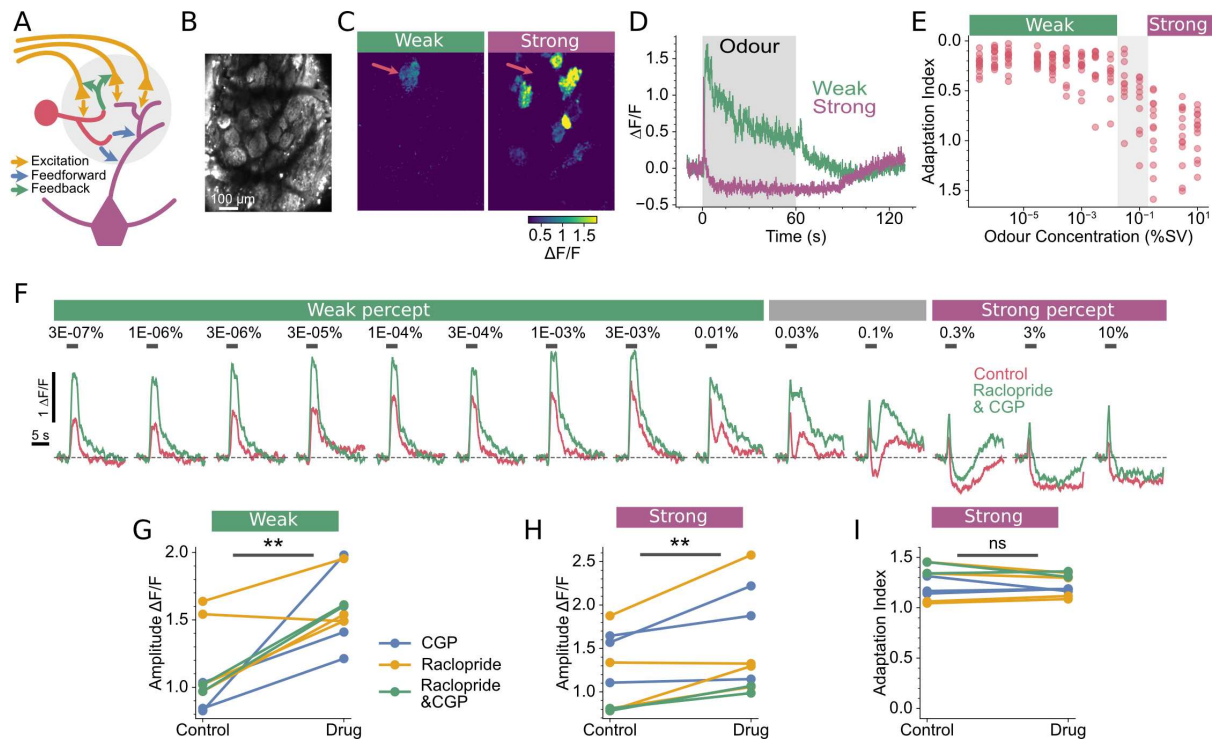 A
Excitation
Feedforward
Feedback
B
100 µm
C
Weak
Strong
0.5 1 1.5
ΔF/F
D
ΔF/F
1.5
1.0
0.5
0.0
−0.5
Odour
Weak
Strong
0 60 120
Time (s)
E
Weak
Strong
Adaptation Index
0.0
0.5
1.0
1.5
10⁻⁵ 10⁻³ 10⁻¹ 10¹
Odour Concentration (%SV)
F
Weak percept
Strong percept
3E-07% 1E-06% 3E-06% 3E-05% 1E-04% 3E-04% 1E-03% 3E-03% 0.01% 0.03% 0.1% 0.3% 3% 10%
1 ΔF/F
5 s
Control
Raclopride
& CGP
G
Weak
**
Amplitude ΔF/F
2.0
1.5
1.0
Control Drug
CGP
Raclopride
Raclopride
&CGP
H
Strong
**
Amplitude ΔF/F
2.5
2.0
1.5
1.0
Control Drug
I
Strong
ns
Adaptation Index
1.5
1.0
0.5
0.0
Control Drug